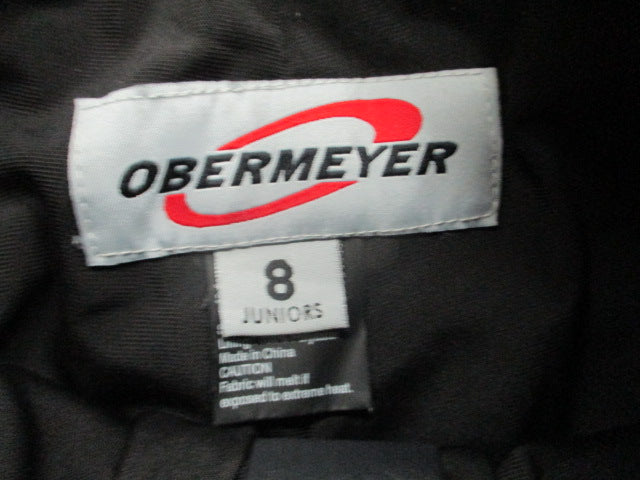 OBERMEYER
8
JUNIORS
Made in China
CAUTION
Fabric will melt if
exposed to extreme heat.